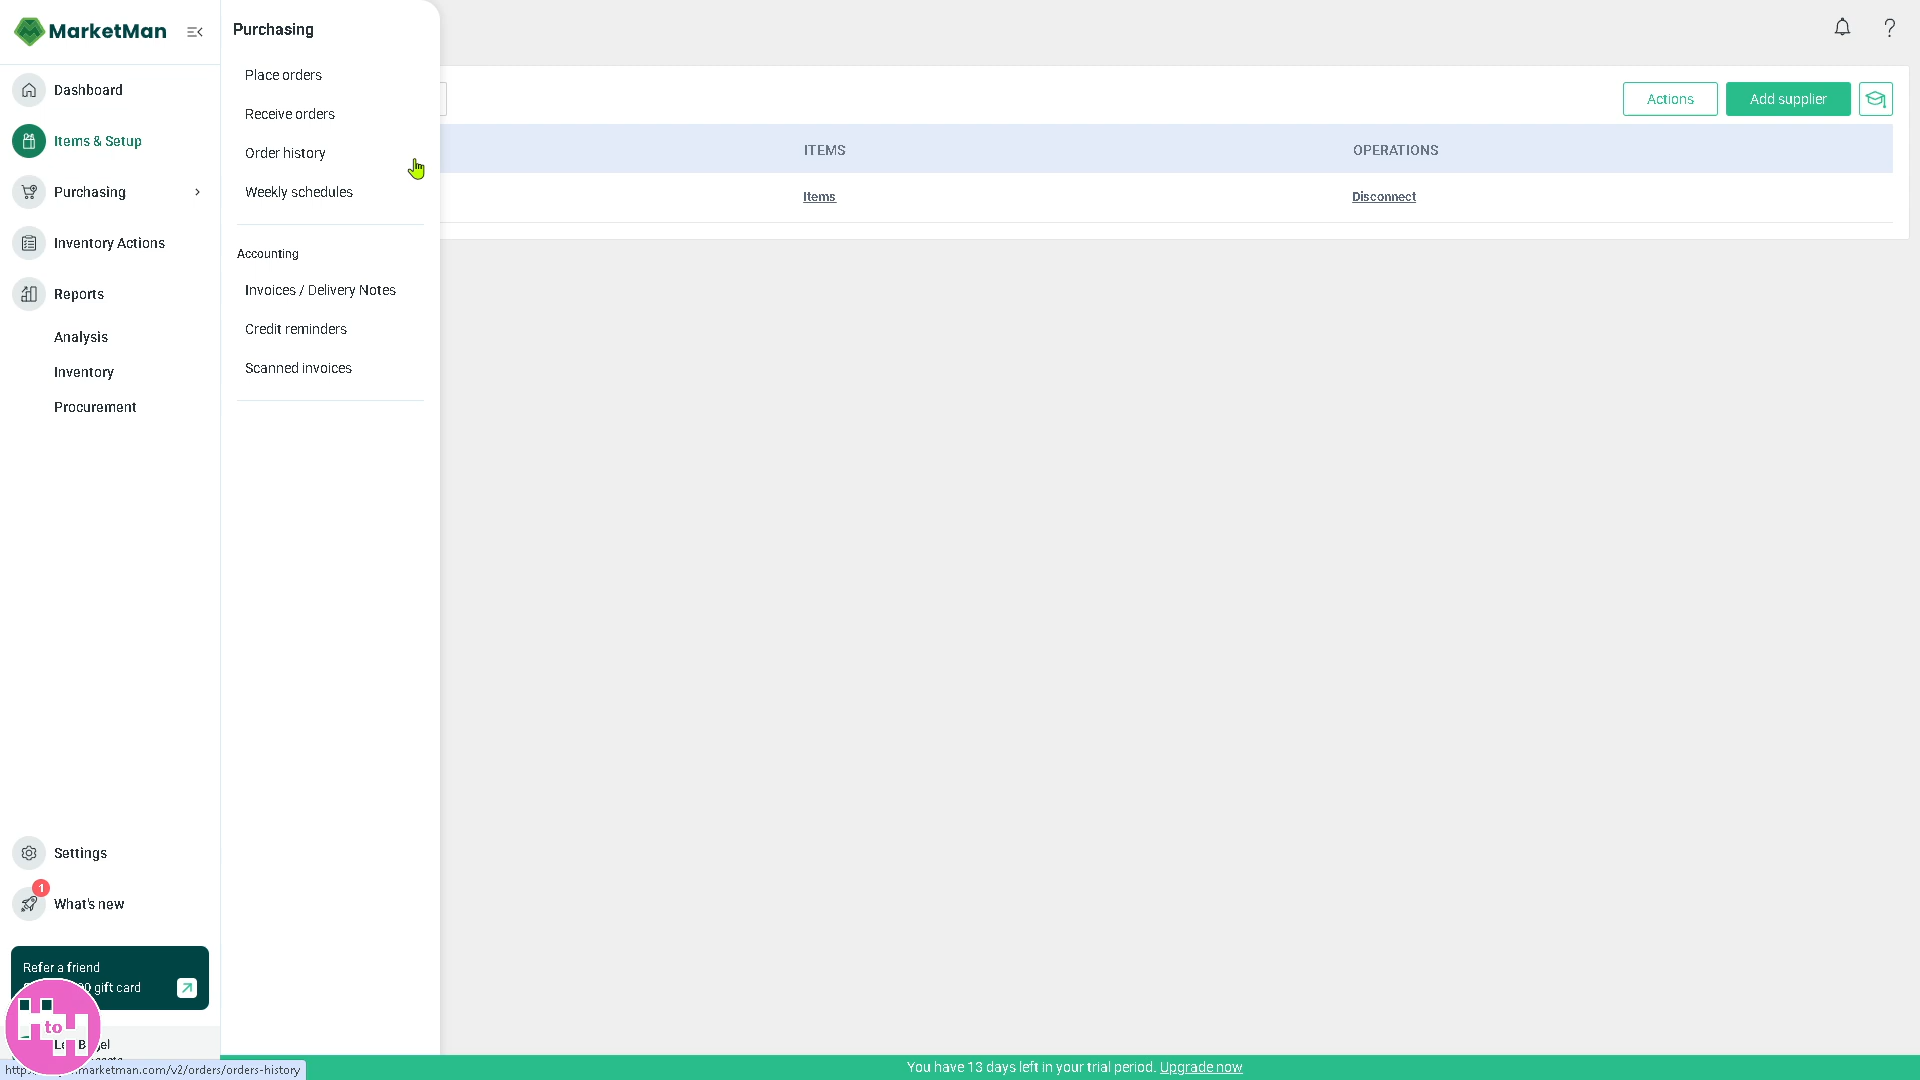 MarketMan
Dashboard
Items & Setup
Purchasing
Inventory Actions
Reports
Analysis
Inventory
Procurement
Settings
1
What's new
Refer a friend
gift card
to
Purchasing
Place orders
Receive orders
Order history
Weekly schedules
Accounting
Invoices / Delivery Notes
Credit reminders
Scanned invoices
Actions
Add supplier
ITEMS
OPERATIONS
Items
Disconnect
You have 13 days left in your trial period. Upgrade now
marketman.com/v2/orders/orders-history